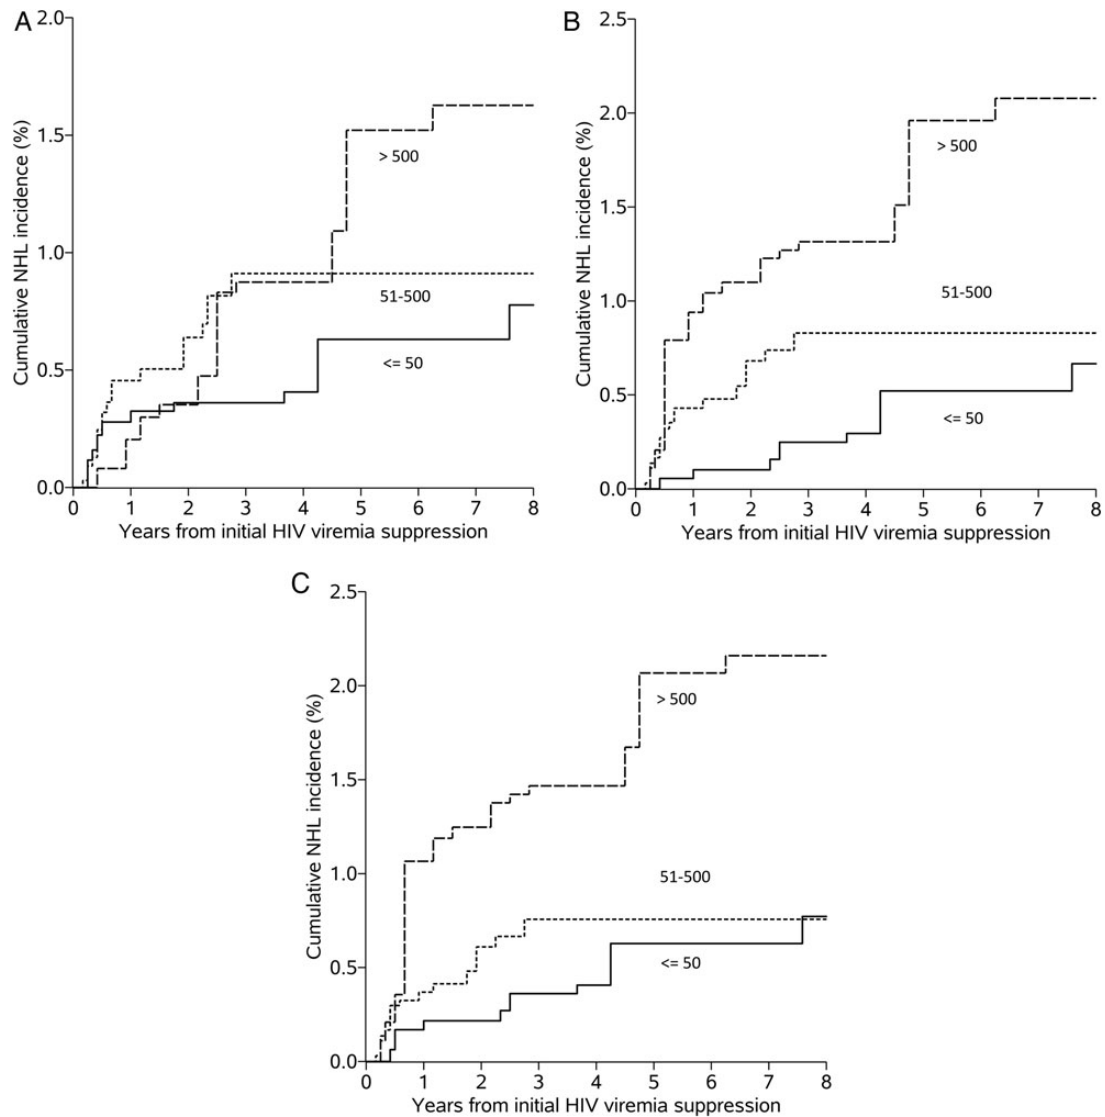 A
Cumulative NHL incidence (%)
2.0
1.5
1.0
0.5
0.0
> 500
51-500
<= 50
0 1 2 3 4 5 6 7 8
Years from initial HIV viremia suppression
B
Cumulative NHL incidence (%)
2.5
2.0
1.5
1.0
0.5
0.0
> 500
51-500
<= 50
0 1 2 3 4 5 6 7 8
Years from initial HIV viremia suppression
C
Cumulative NHL incidence (%)
2.5
2.0
1.5
1.0
0.5
0.0
> 500
51-500
<= 50
0 1 2 3 4 5 6 7 8
Years from initial HIV viremia suppression